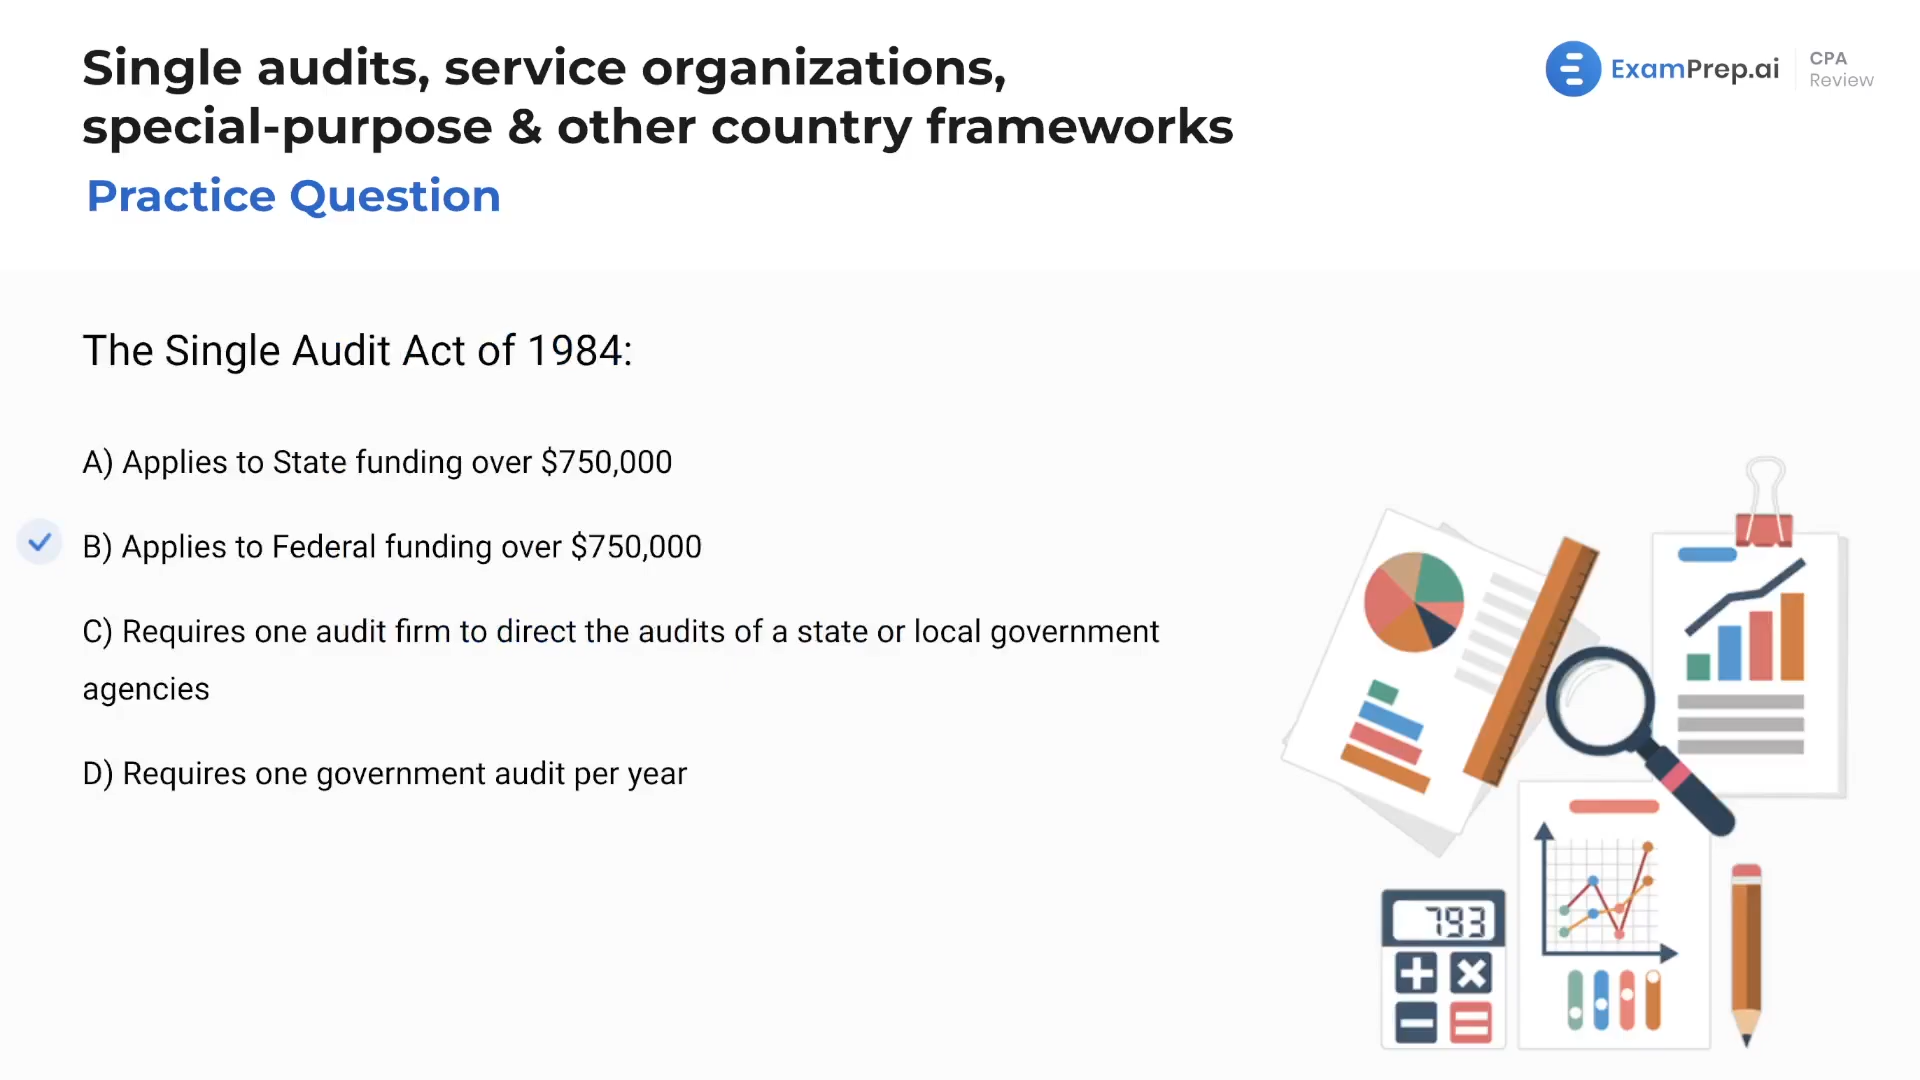 Single audits, service organizations,
special-purpose & other country frameworks
Practice Question
ExamPrep.ai
CPA
Review
The Single Audit Act of 1984:
A) Applies to State funding over $750,000
B) Applies to Federal funding over $750,000
C) Requires one audit firm to direct the audits of a state or local government
agencies
D) Requires one government audit per year
793